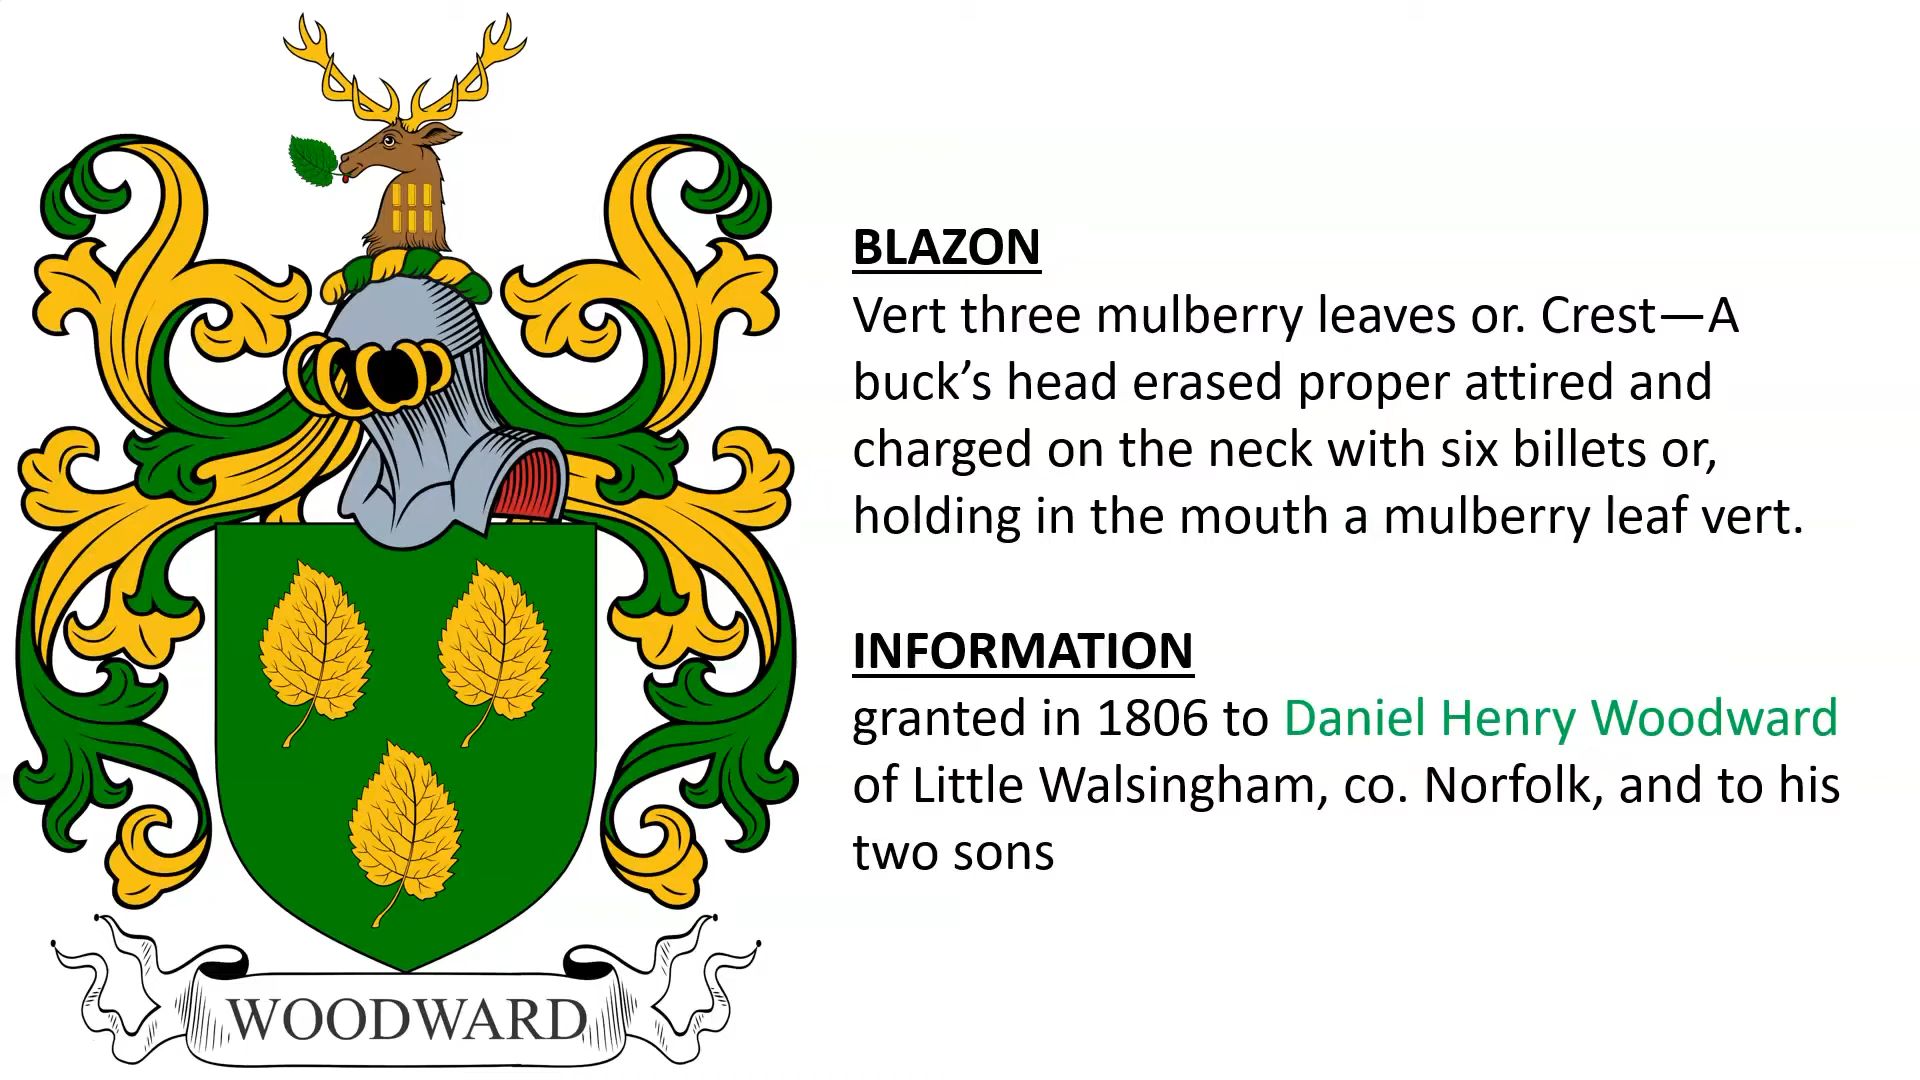 BLAZON
Vert three mulberry leaves or. Crest—A
buck’s head erased proper attired and
charged on the neck with six billets or,
holding in the mouth a mulberry leaf vert.
INFORMATION
granted in 1806 to Daniel Henry Woodward
of Little Walsingham, co. Norfolk, and to his
two sons
WOODWARD